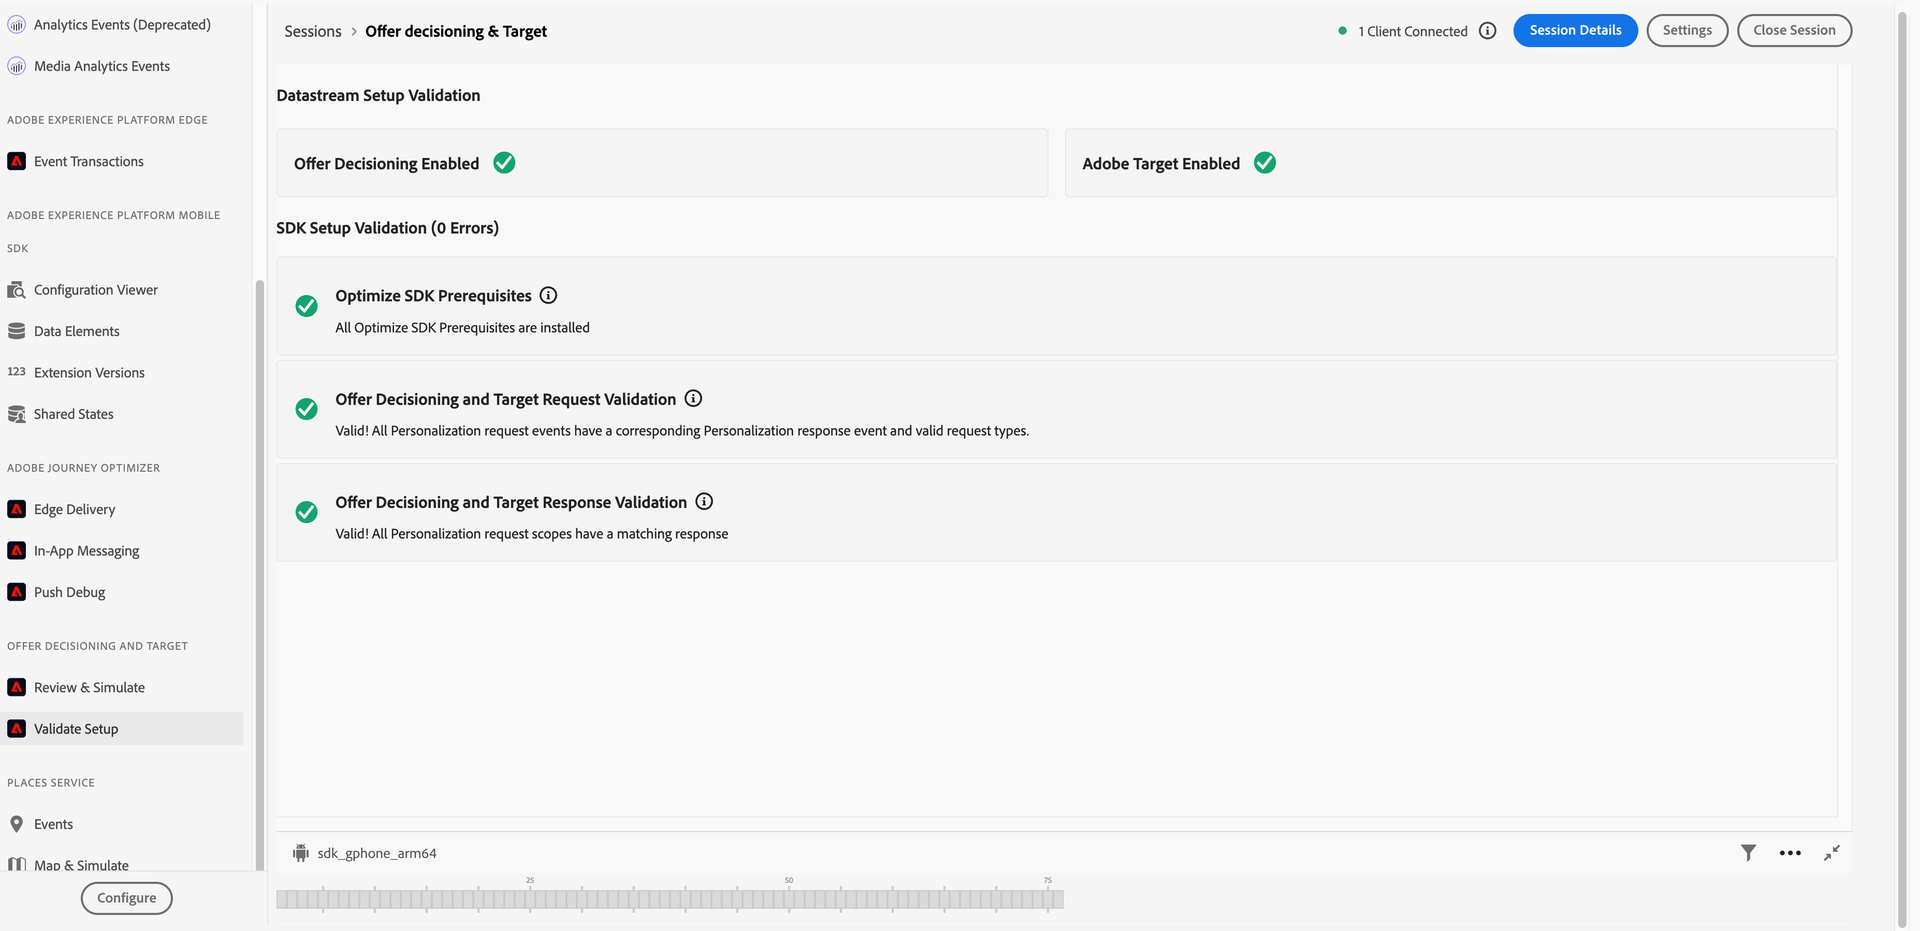 Analytics Events (Deprecated)
Media Analytics Events
ADOBE EXPERIENCE PLATFORM EDGE
Event Transactions
ADOBE EXPERIENCE PLATFORM MOBILE
SDK
Configuration Viewer
Data Elements
123 Extension Versions
Shared States
ADOBE JOURNEY OPTIMIZER
Edge Delivery
In-App Messaging
Push Debug
OFFER DECISIONING AND TARGET
Review & Simulate
Validate Setup
PLACES SERVICE
Events
Map & Simulate
Configure
Sessions > Offer decisioning & Target
1 Client Connected
Session Details
Settings
Close Session
Datastream Setup Validation
Offer Decisioning Enabled
Adobe Target Enabled
SDK Setup Validation (0 Errors)
Optimize SDK Prerequisites
All Optimize SDK Prerequisites are installed
Offer Decisioning and Target Request Validation
Valid! All Personalization request events have a corresponding Personalization response event and valid request types.
Offer Decisioning and Target Response Validation
Valid! All Personalization request scopes have a matching response
sdk_gphone_arm64
25 50 75